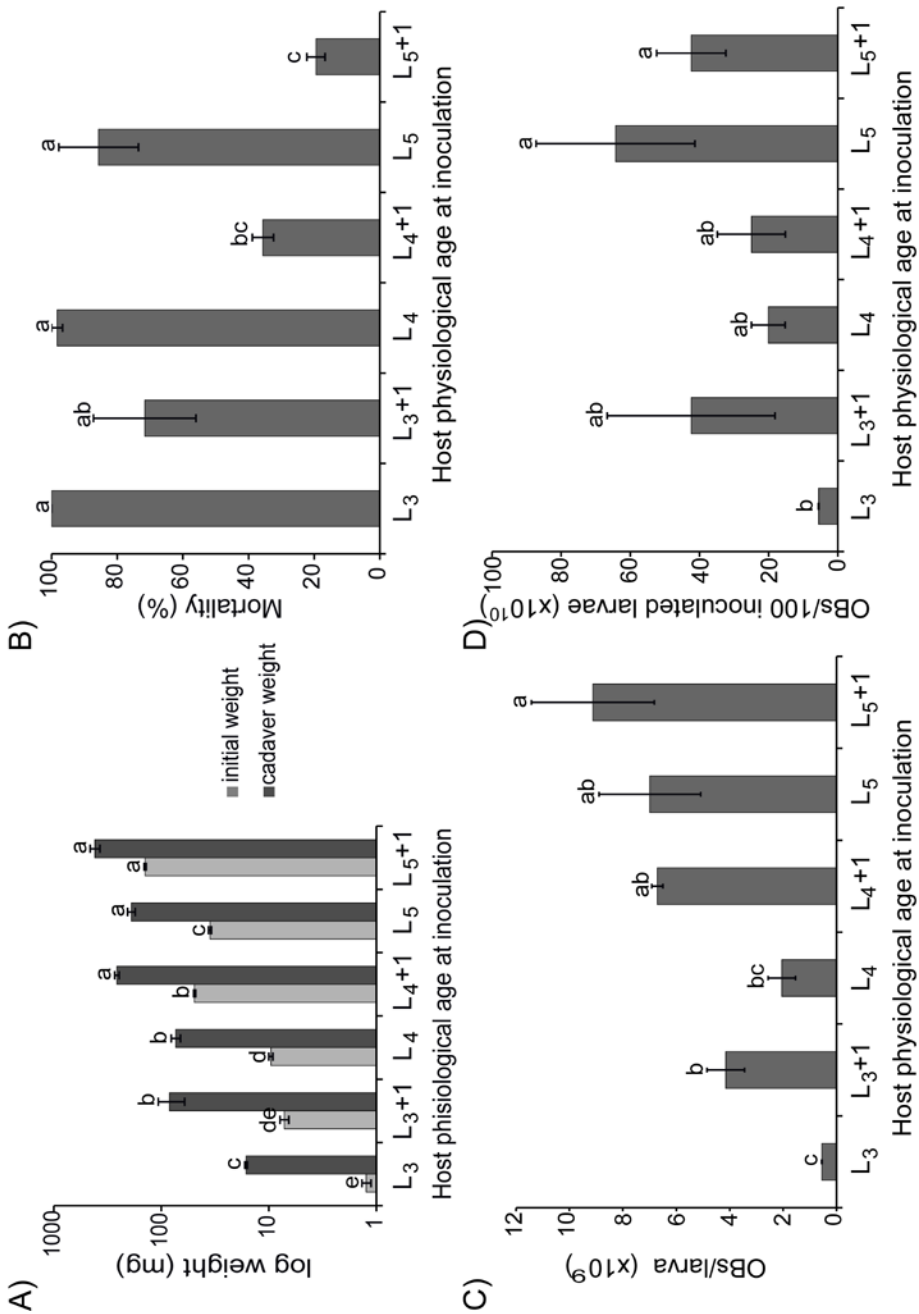 A)
1000
100
10
1
log weight (mg)
e
c
de
b
d
b
b
a
c
a
a
a
L3
L3+1
L4
L4+1
L5
L5+1
Host phisiological age at inoculation
initial weight
cadaver weight
B)
100
80
60
40
20
0
Mortality (%)
a
ab
a
bc
a
c
L3
L3+1
L4
L4+1
L5
L5+1
Host physiological age at inoculation
C)
12
9
6
4
2
0
OBs/larva (x10⁹)
c
b
bc
ab
ab
a
L3
L3+1
L4
L4+1
L5
L5+1
Host physiological age at inoculation
D)
100
80
60
40
20
0
OBs/100 inoculated larvae (x10¹⁰)
b
ab
ab
ab
a
a
L3
L3+1
L4
L4+1
L5
L5+1
Host physiological age at inoculation